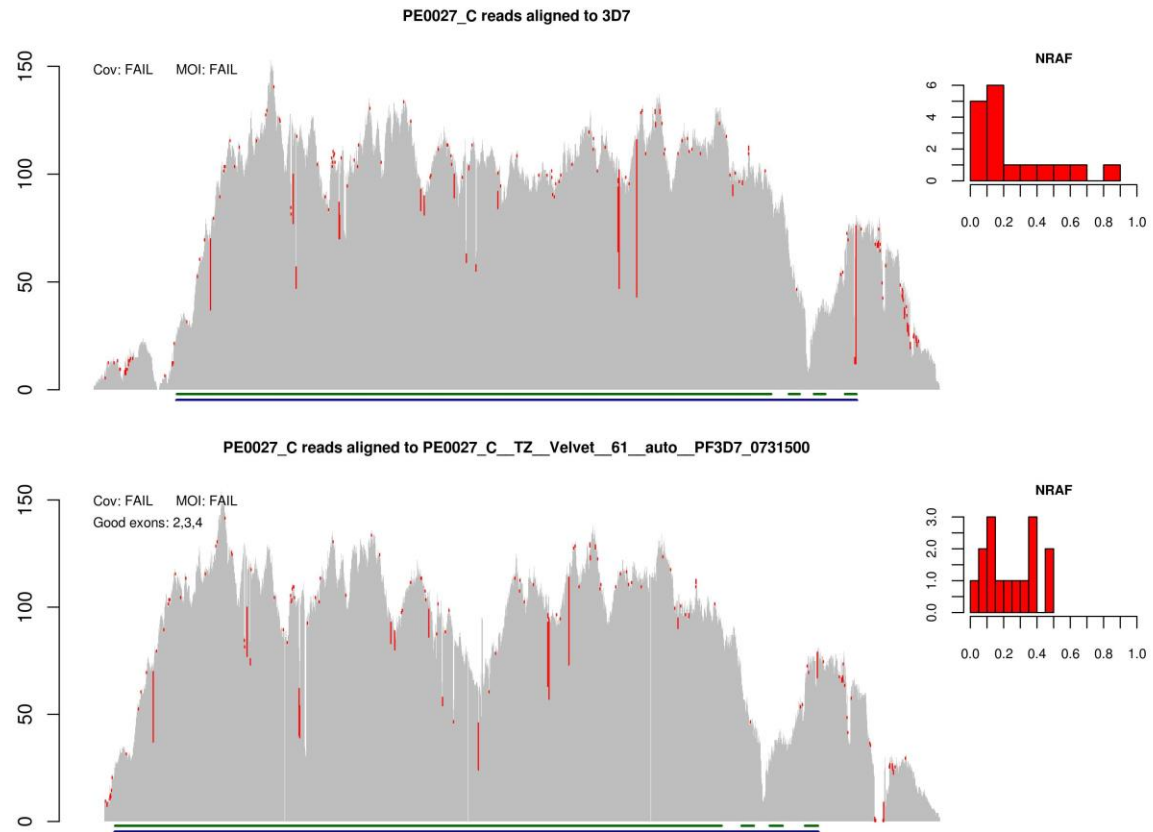 PE0027_C reads aligned to 3D7
Cov: FAIL MOI: FAIL
150
100
50
0
NRAF
6
4
2
0
0.0 0.2 0.4 0.6 0.8 1.0
PE0027_C reads aligned to PE0027_C__TZ__Velvet__61__auto__PF3D7_0731500
Cov: FAIL MOI: FAIL
Good exons: 2,3,4
150
100
50
0
NRAF
3.0
2.0
1.0
0.0
0.0 0.2 0.4 0.6 0.8 1.0